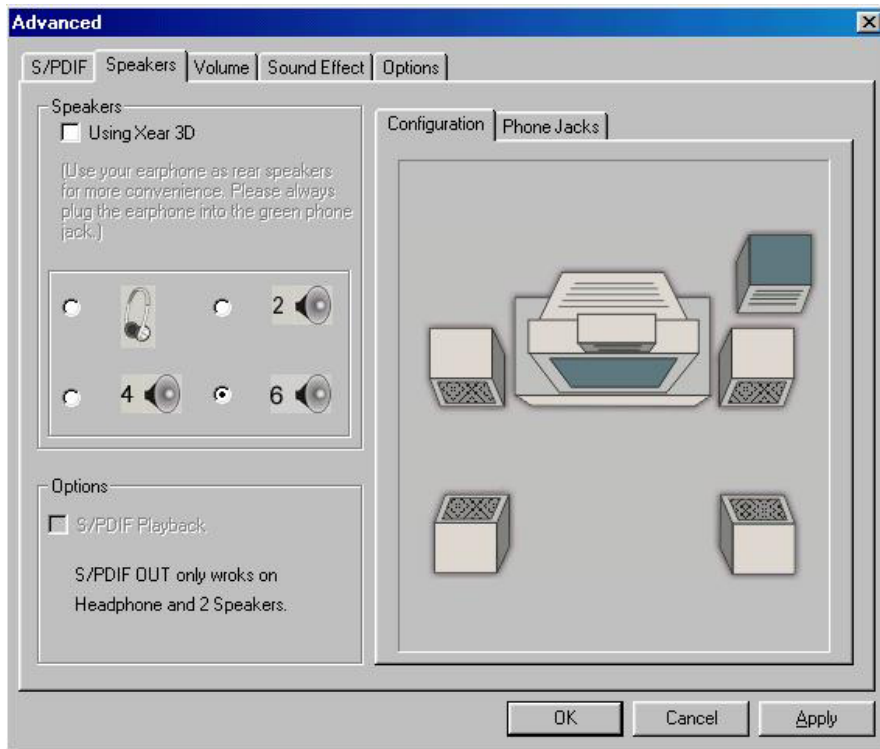 Advanced
S/PDIF Speakers Volume Sound Effect Options
Speakers
Using Xear 3D
(Use your earphone as rear speakers
for more convenience. Please always
plug the earphone into the green phone
jack.)
2
4 6
Options
S/PDIF Playback
S/PDIF OUT only wroks on
Headphone and 2 Speakers.
Configuration Phone Jacks
OK Cancel Apply